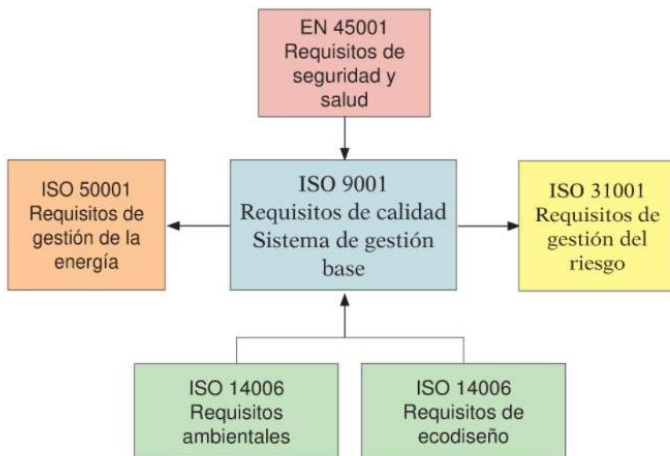 EN 45001
Requisitos de
seguridad y
salud
ISO 50001
Requisitos de
gestión de la
energía
ISO 9001
Requisitos de calidad
Sistema de gestión
base
ISO 31001
Requisitos de
gestión del
riesgo
ISO 14006
Requisitos
ambientales
ISO 14006
Requisitos de
ecodiseño